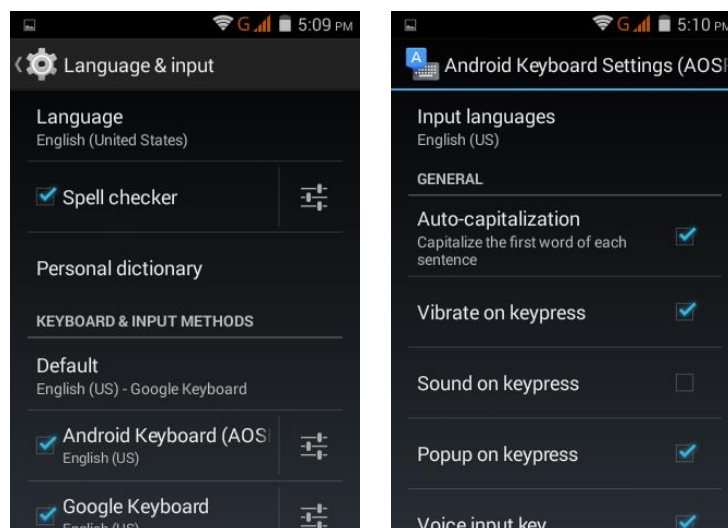 G 5:09 PM
Language & input
Language
English (United States)
Spell checker
Personal dictionary
KEYBOARD & INPUT METHODS
Default
English (US) - Google Keyboard
Android Keyboard (AOS
English (US)
Google Keyboard
English (US)
G 5:10 PM
Android Keyboard Settings (AOS
Input languages
English (US)
GENERAL
Auto-capitalization
Capitalize the first word of each
sentence
Vibrate on keypress
Sound on keypress
Popup on keypress
Voice input key